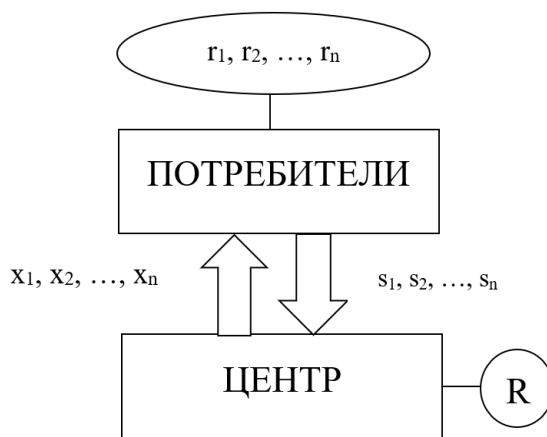 r₁, r₂, …, rₙ
ПОТРЕБИТЕЛИ
x₁, x₂, …, xₙ
s₁, s₂, …, sₙ
ЦЕНТР
R